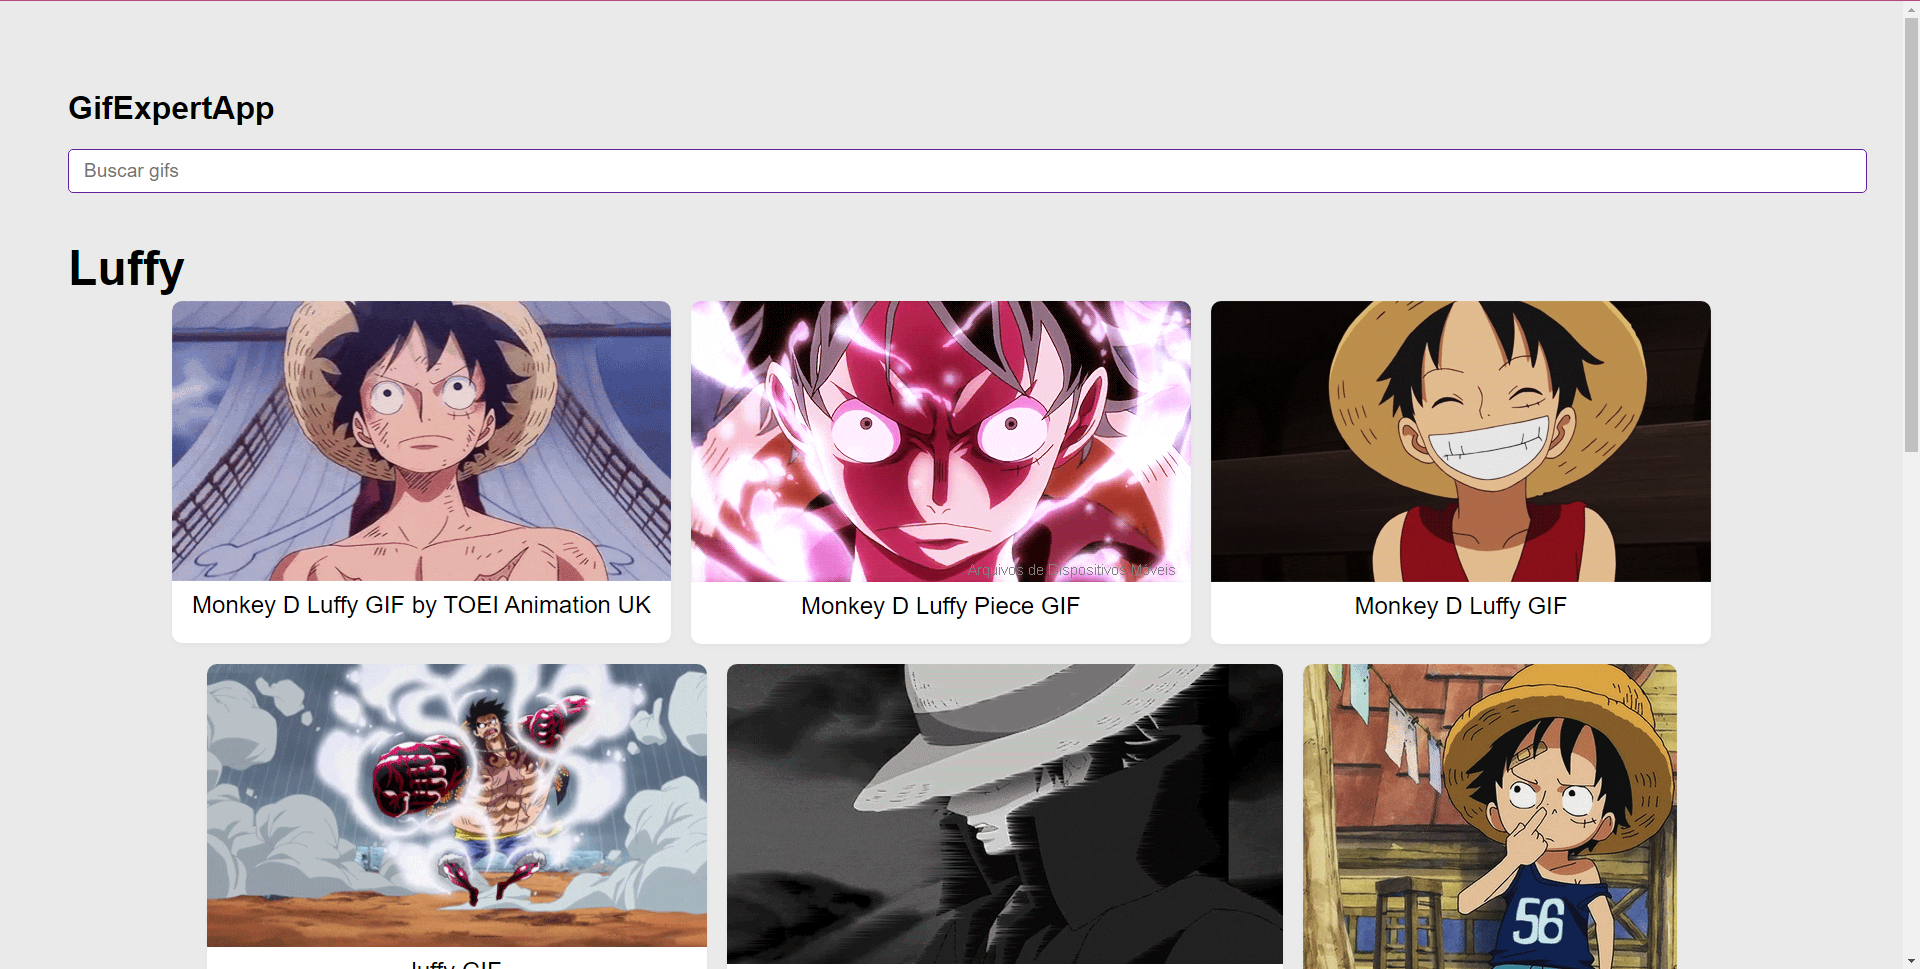 GifExpertApp
Buscar gifs
Luffy
Arquivos de Dispositivos Móveis
Monkey D Luffy GIF by TOEI Animation UK
Monkey D Luffy Piece GIF
Monkey D Luffy GIF
56
luffy GIF